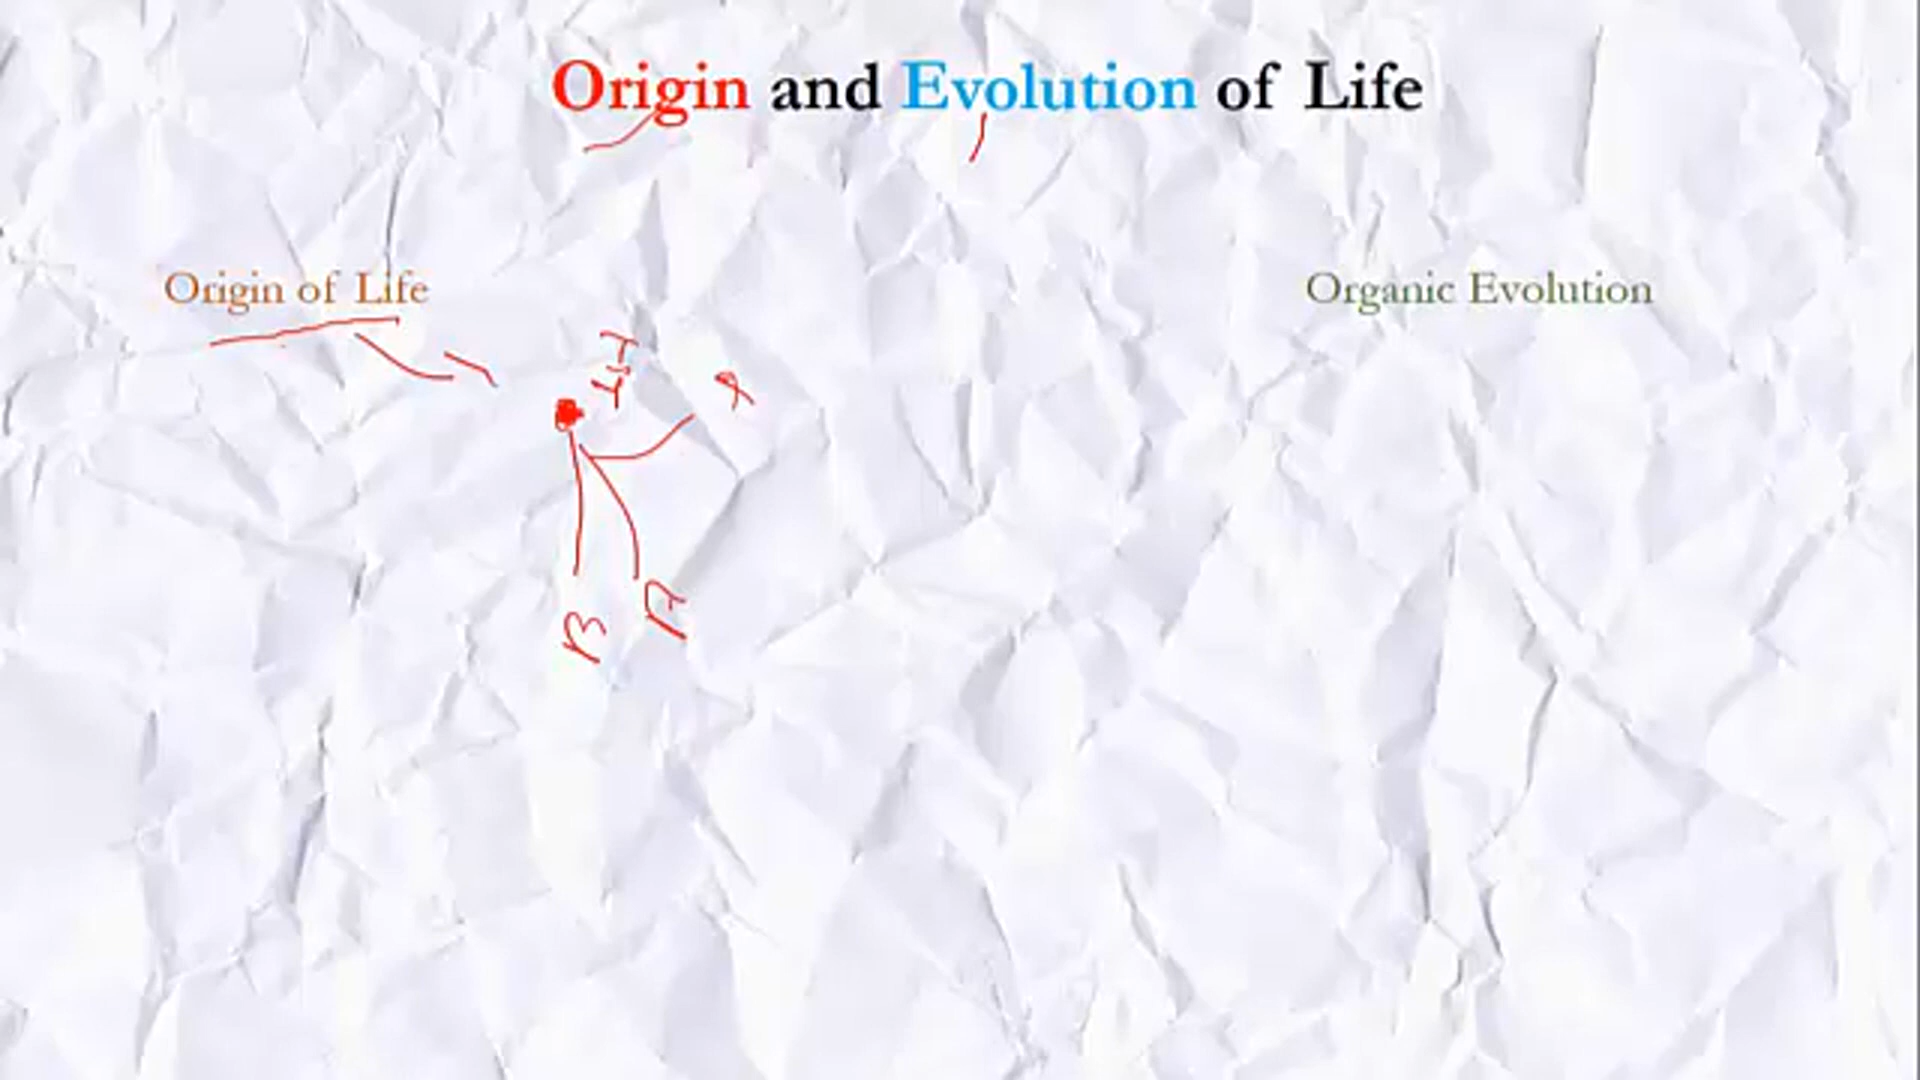 Origin and Evolution of Life
Origin of Life
Organic Evolution
B